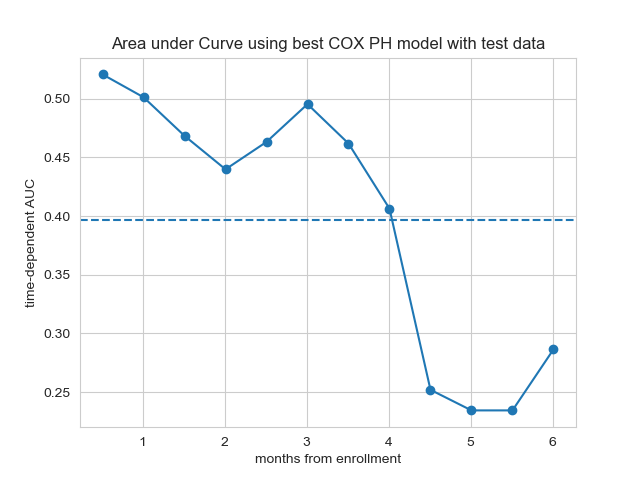 Area under Curve using best COX PH model with test data
time-dependent AUC
0.50
0.45
0.40
0.35
0.30
0.25
1 2 3 4 5 6
months from enrollment